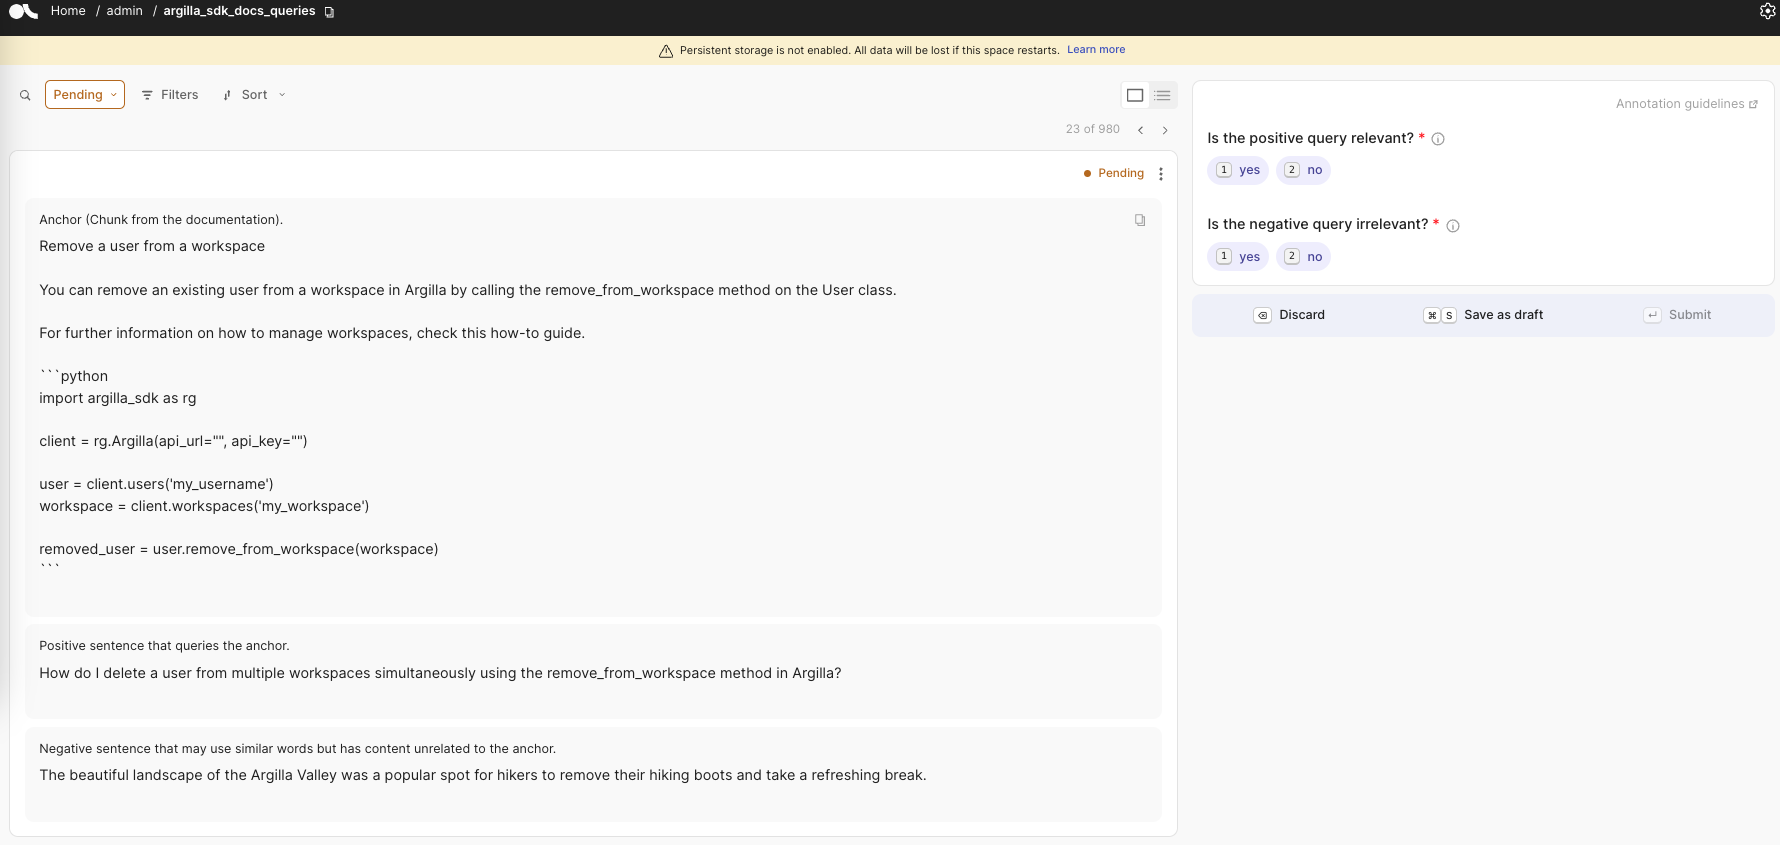 Home / admin / argilla_sdk_docs_queries
Persistent storage is not enabled. All data will be lost if this space restarts. Learn more
Pending Filters Sort
23 of 980
Pending
Anchor (Chunk from the documentation).
Remove a user from a workspace
You can remove an existing user from a workspace in Argilla by calling the remove_from_workspace method on the User class.
For further information on how to manage workspaces, check this how-to guide.
```python
import argilla_sdk as rg
client = rg.Argilla(api_url="", api_key="")
user = client.users('my_username')
workspace = client.workspaces('my_workspace')
removed_user = user.remove_from_workspace(workspace)
```
Positive sentence that queries the anchor.
How do I delete a user from multiple workspaces simultaneously using the remove_from_workspace method in Argilla?
Negative sentence that may use similar words but has content unrelated to the anchor.
The beautiful landscape of the Argilla Valley was a popular spot for hikers to remove their hiking boots and take a refreshing break.
Annotation guidelines
Is the positive query relevant? *
1 yes 2 no
Is the negative query irrelevant? *
1 yes 2 no
Discard ⌘ S Save as draft ↵ Submit